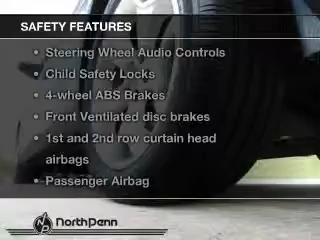 SAFETY FEATURES
• Steering Wheel Audio Controls
• Child Safety Locks
• 4-wheel ABS Brakes
• Front Ventilated disc brakes
• 1st and 2nd row curtain head
airbags
• Passenger Airbag
NP NorthPenn